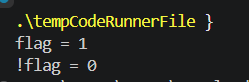 .\tempCodeRunnerFile }
flag = 1
!flag = 0